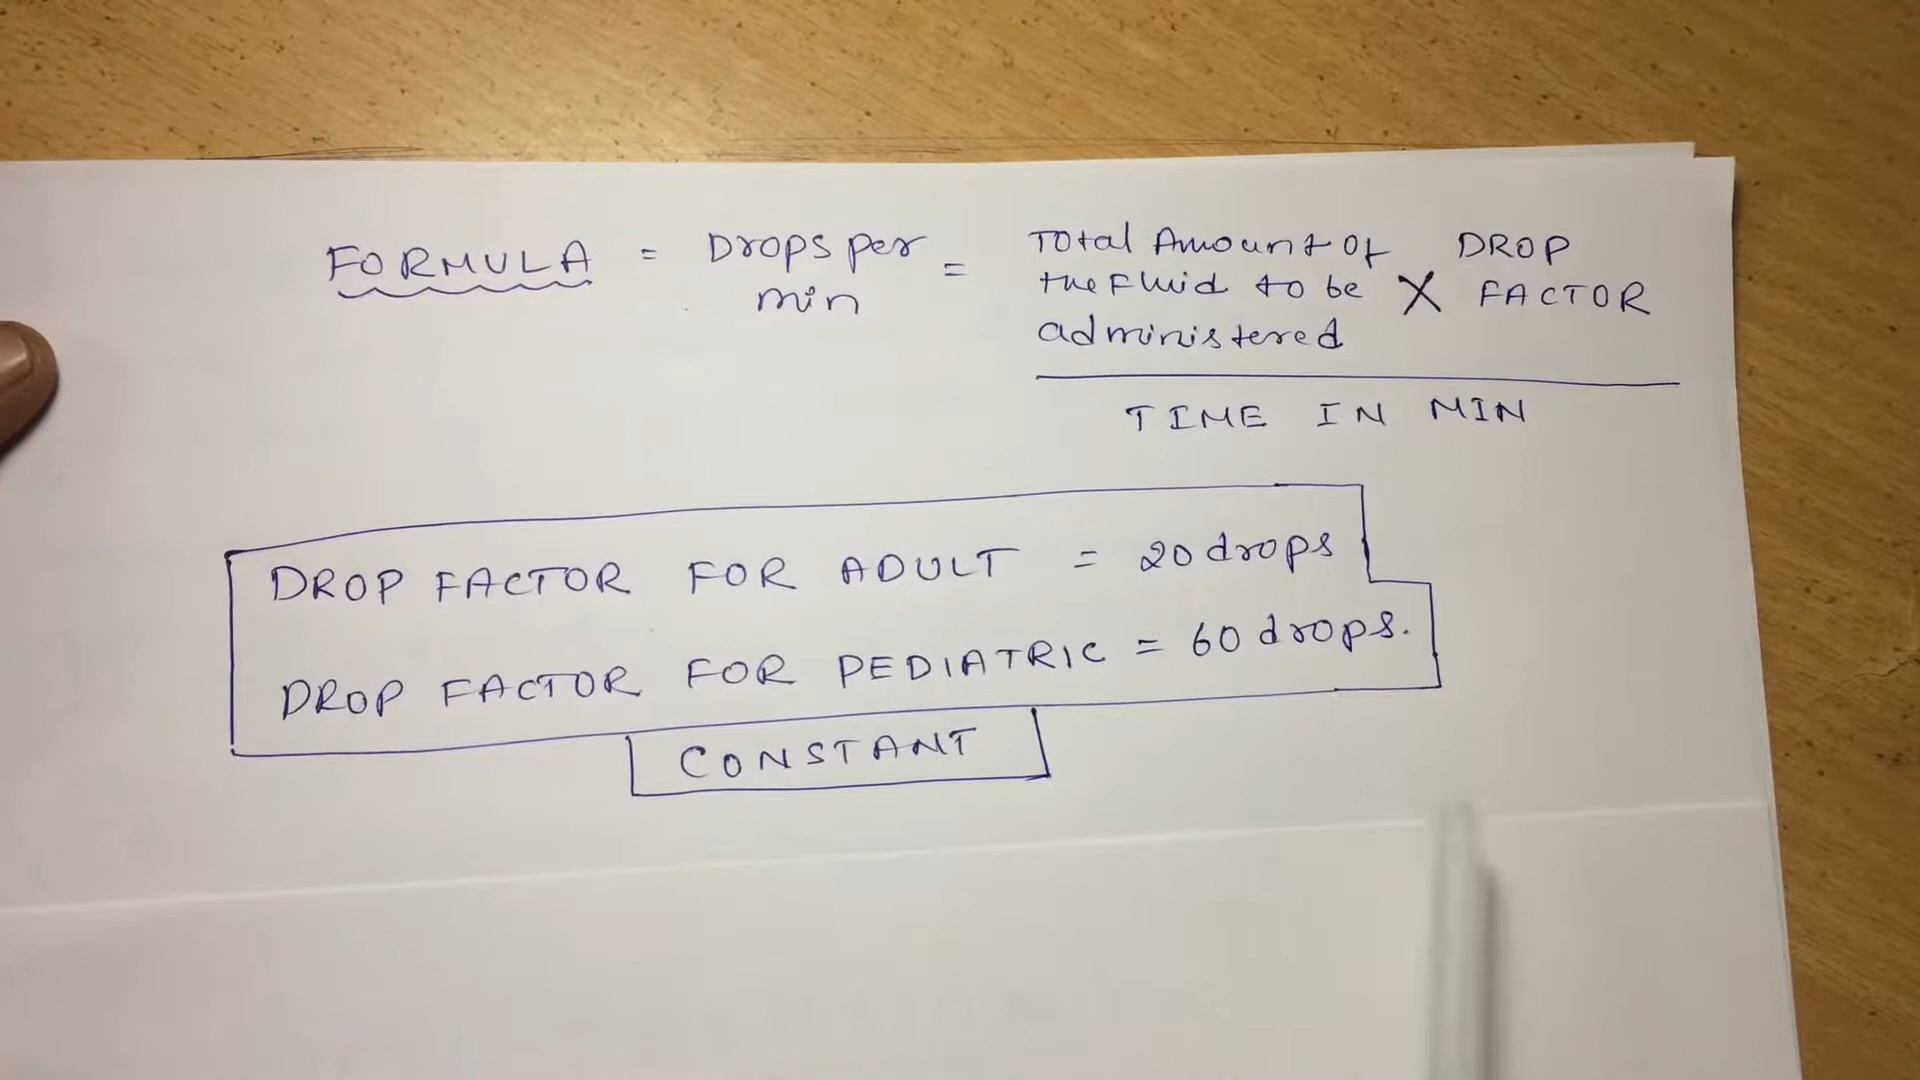 FORMULA = Drops per min = Total Amount of the Fluid to be administered X DROP FACTOR
TIME IN MIN
DROP FACTOR FOR ADULT = 20 drops
DROP FACTOR FOR PEDIATRIC = 60 drops.
CONSTANT